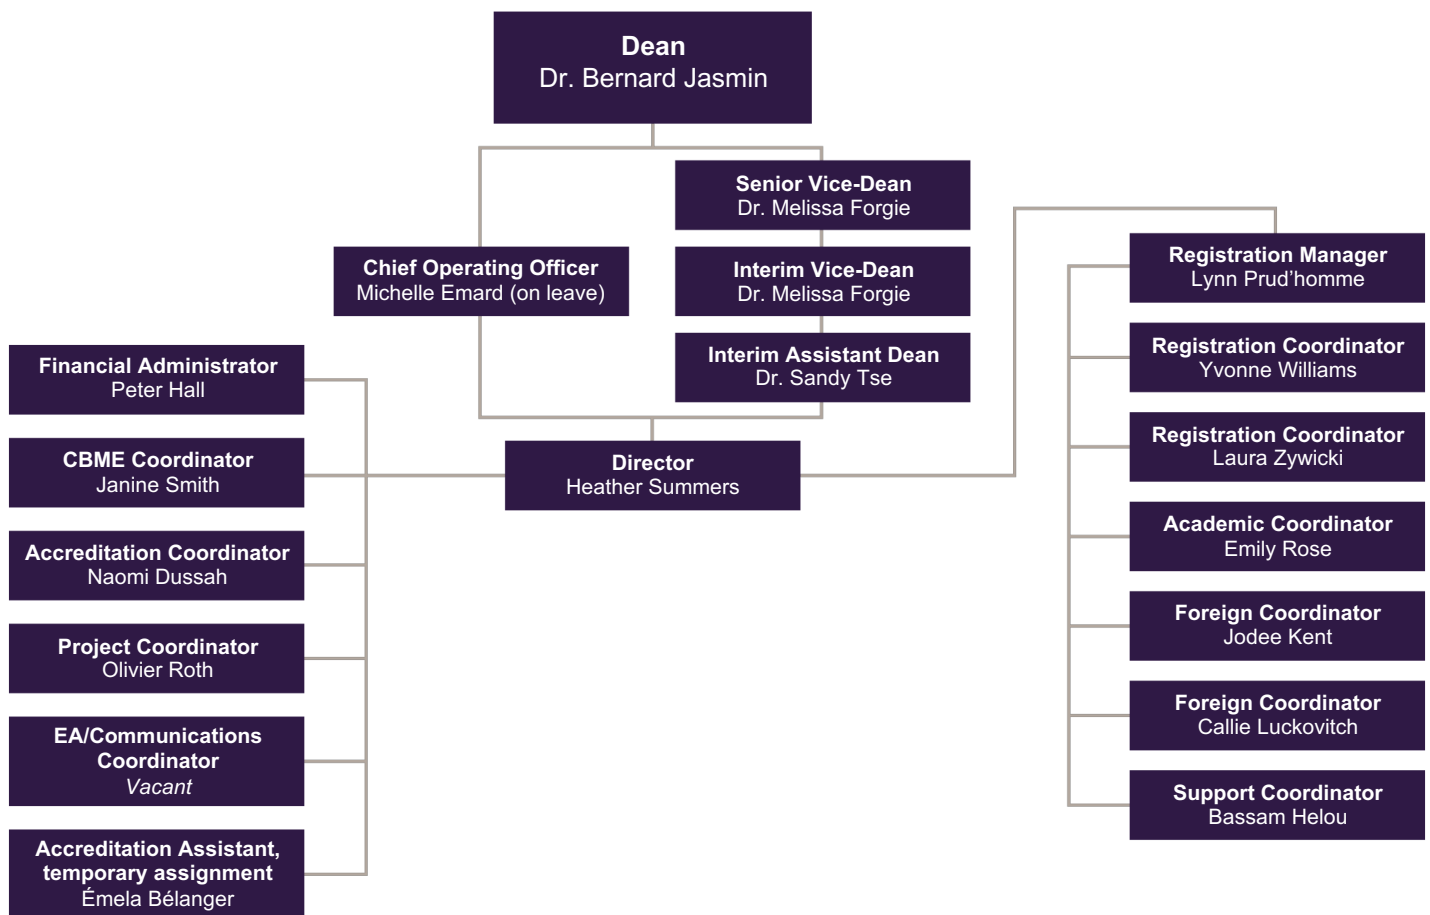 Dean
Dr. Bernard Jasmin
Senior Vice-Dean
Dr. Melissa Forgie
Chief Operating Officer
Michelle Emard (on leave)
Interim Vice-Dean
Dr. Melissa Forgie
Interim Assistant Dean
Dr. Sandy Tse
Director
Heather Summers
Financial Administrator
Peter Hall
CBME Coordinator
Janine Smith
Accreditation Coordinator
Naomi Dussah
Project Coordinator
Olivier Roth
EA/Communications
Coordinator
Vacant
Accreditation Assistant,
temporary assignment
Émela Bélanger
Registration Manager
Lynn Prud’homme
Registration Coordinator
Yvonne Williams
Registration Coordinator
Laura Zywicki
Academic Coordinator
Emily Rose
Foreign Coordinator
Jodee Kent
Foreign Coordinator
Callie Luckovitch
Support Coordinator
Bassam Helou